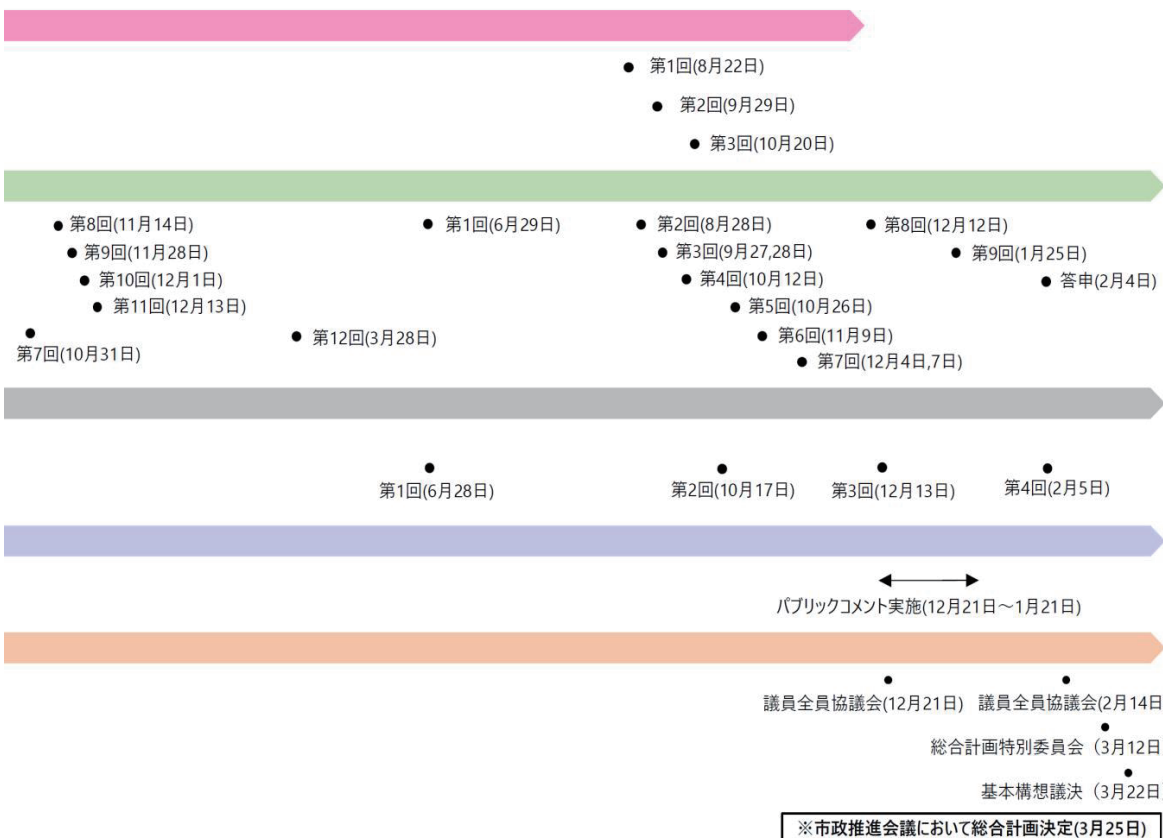 第1回(8月22日)
第2回(9月29日)
第3回(10月20日)
第8回(11月14日)
第1回(6月29日)
第2回(8月28日)
第8回(12月12日)
第9回(11月28日)
第3回(9月27,28日)
第9回(1月25日)
第10回(12月1日)
第4回(10月12日)
答申(2月4日)
第11回(12月13日)
第5回(10月26日)
第7回(10月31日)
第12回(3月28日)
第6回(11月9日)
第7回(12月4日,7日)
第1回(6月28日)
第2回(10月17日)
第3回(12月13日)
第4回(2月5日)
パブリックコメント実施(12月21日～1月21日)
議員全員協議会(12月21日)
議員全員協議会(2月14日
総合計画特別委員会（3月12日
基本構想議決（3月22日
※市政推進会議において総合計画決定(3月25日)